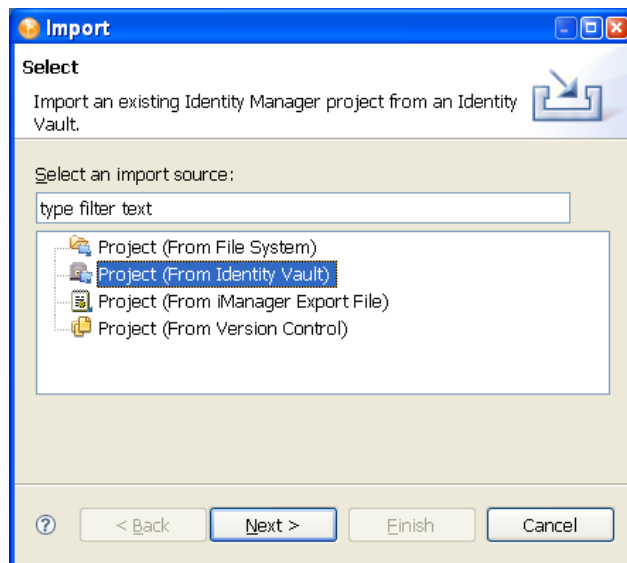 Import
Select
Import an existing Identity Manager project from an Identity
Vault.
Select an import source:
type filter text
Project (From File System)
Project (From Identity Vault)
Project (From iManager Export File)
Project (From Version Control)
? < Back Next > Finish Cancel